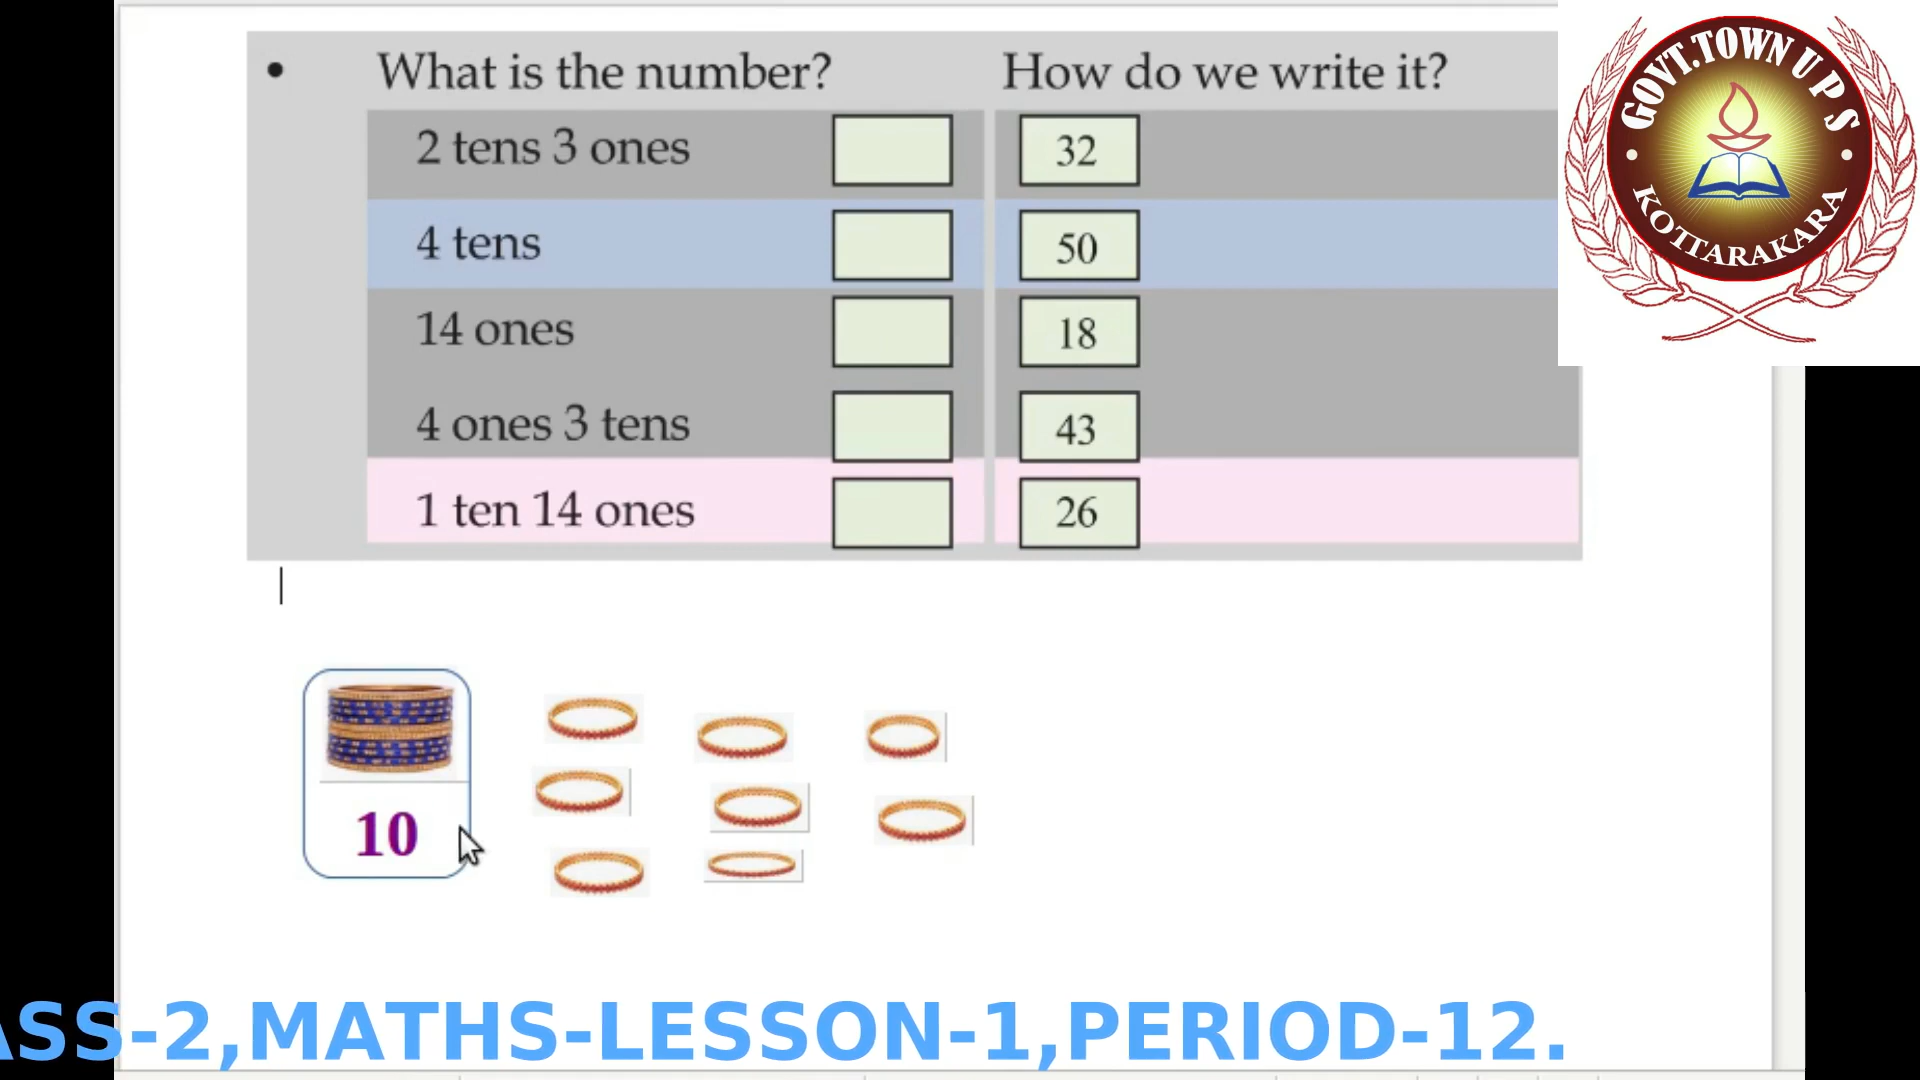 • What is the number? How do we write it?
2 tens 3 ones 32
4 tens 50
14 ones 18
4 ones 3 tens 43
1 ten 14 ones 26
GOVT.TOWN U P S
KOTTARAKARA
10
ASS-2,MATHS-LESSON-1,PERIOD-12.